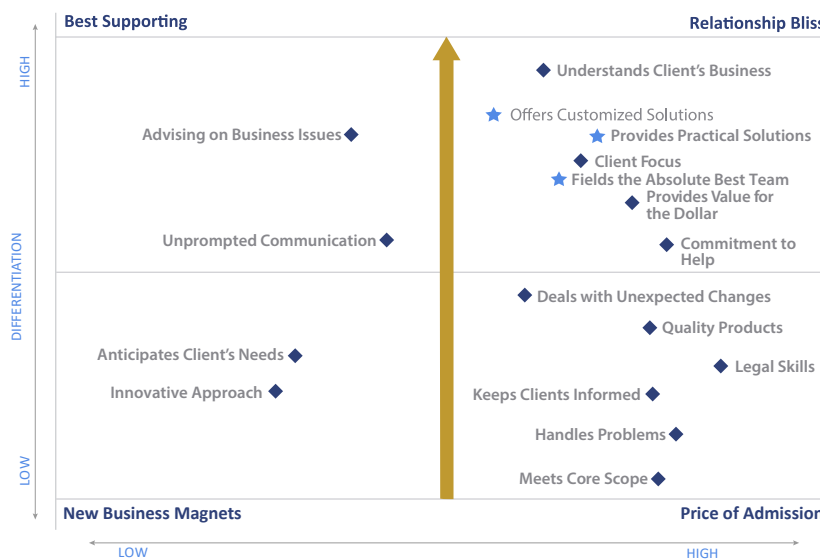 Best Supporting
Relationship Bliss
HIGH
Understands Client's Business
Offers Customized Solutions
Advising on Business Issues
Provides Practical Solutions
Client Focus
Fields the Absolute Best Team
Provides Value for
the Dollar
Unprompted Communication
Commitment to
Help
DIFFERENTIATION
Deals with Unexpected Changes
Quality Products
Anticipates Client's Needs
Legal Skills
Innovative Approach
Keeps Clients Informed
Handles Problems
LOW
Meets Core Scope
New Business Magnets
Price of Admission
LOW
HIGH